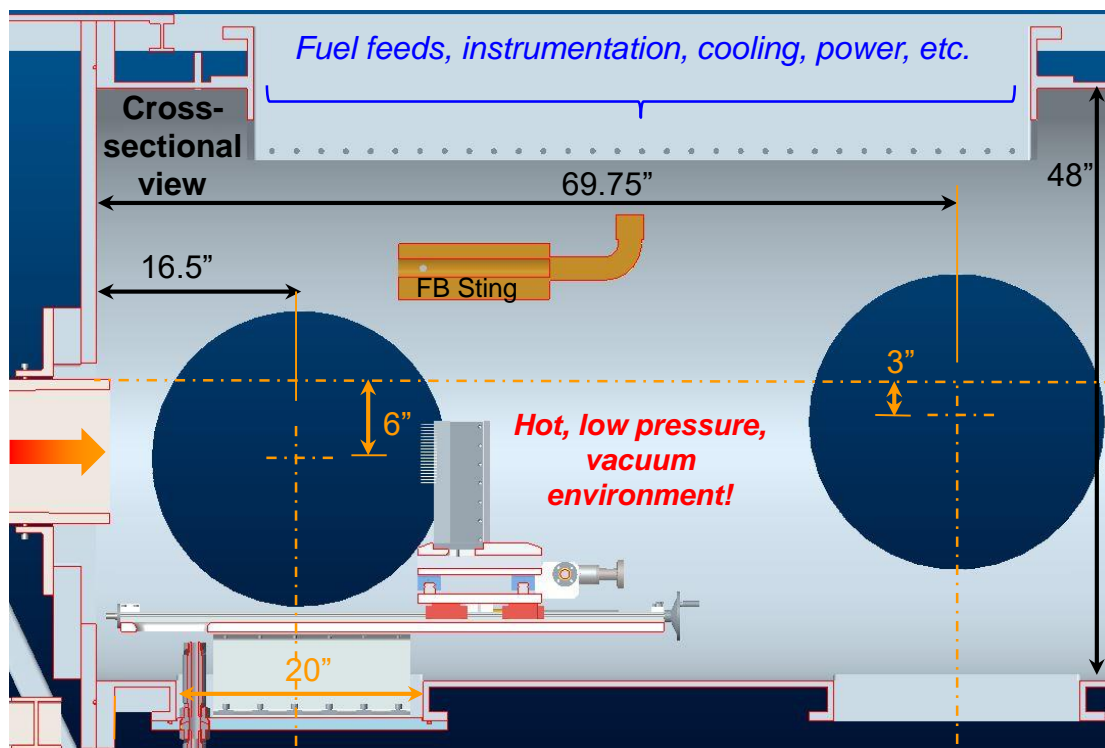 Fuel feeds, instrumentation, cooling, power, etc.
Cross-
sectional
view
69.75”
48”
16.5”
FB Sting
3”
6”
Hot, low pressure,
vacuum
environment!
20”